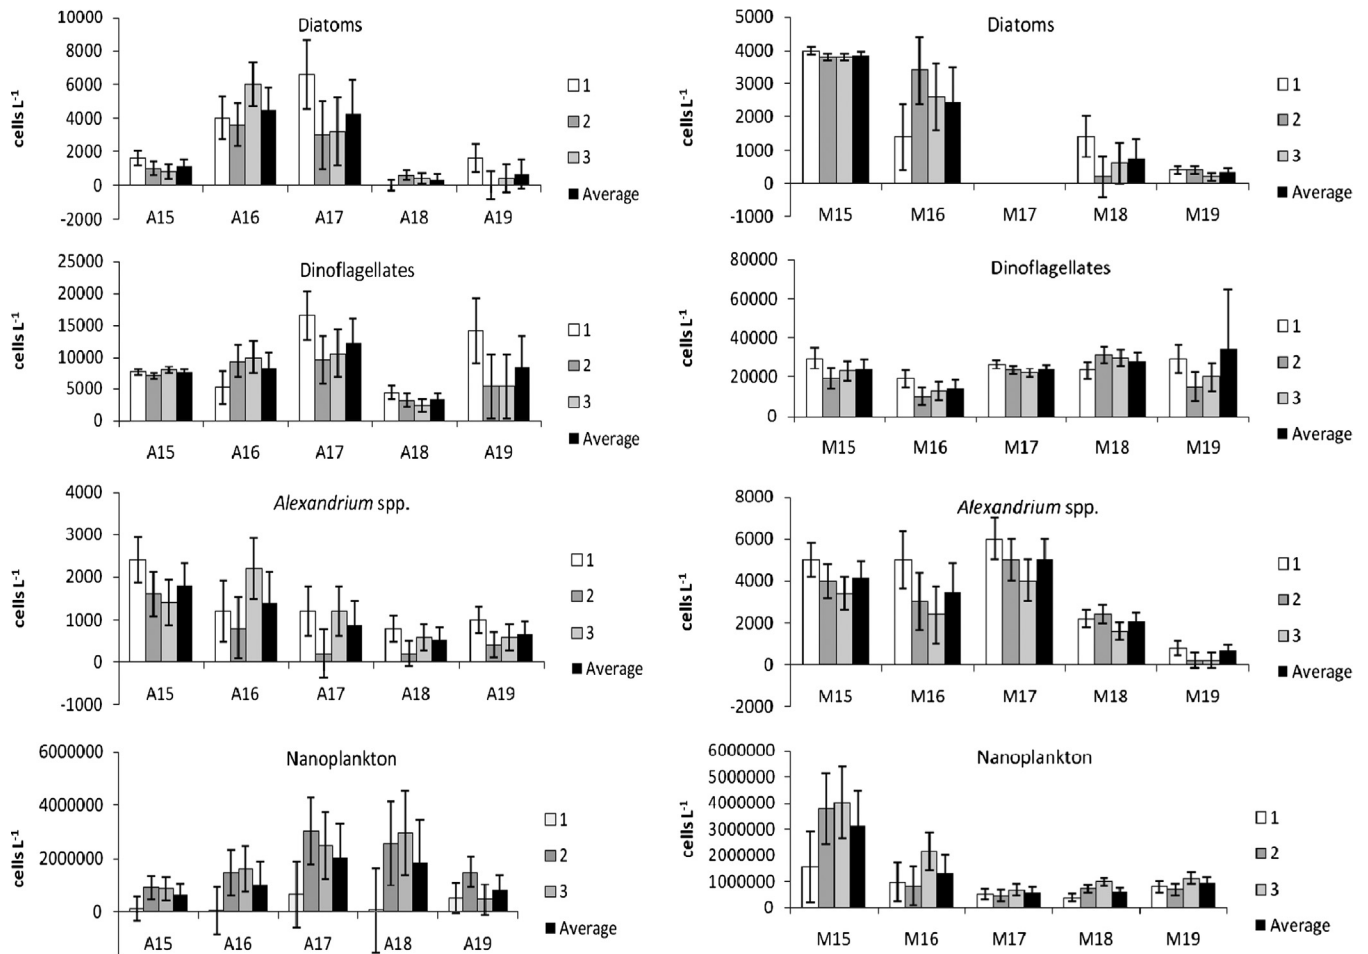 Diatoms
cells L-1
10000
8000
6000
4000
2000
0
-2000
A15 A16 A17 A18 A19
1
2
3
Average
Diatoms
cells L-1
5000
4000
3000
2000
1000
0
-1000
M15 M16 M17 M18 M19
1
2
3
Average
Dinoflagellates
cells L-1
25000
20000
15000
10000
5000
0
A15 A16 A17 A18 A19
1
2
3
Average
Dinoflagellates
cells L-1
80000
60000
40000
20000
0
M15 M16 M17 M18 M19
1
2
3
Average
Alexandrium spp.
cells L-1
4000
3000
2000
1000
0
-1000
A15 A16 A17 A18 A19
1
2
3
Average
Alexandrium spp.
cells L-1
8000
6000
4000
2000
0
-2000
M15 M16 M17 M18 M19
1
2
3
Average
Nanoplankton
cells L-1
6000000
4000000
2000000
0
A15 A16 A17 A18 A19
1
2
3
Average
Nanoplankton
cells L-1
6000000
5000000
4000000
3000000
2000000
1000000
0
M15 M16 M17 M18 M19
1
2
3
Average